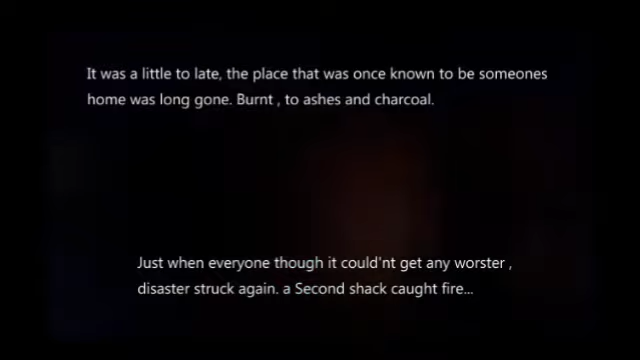 It was a little to late, the place that was once known to be someones
home was long gone. Burnt , to ashes and charcoal.
Just when everyone though it could'nt get any worster ,
disaster struck again. a Second shack caught fire...